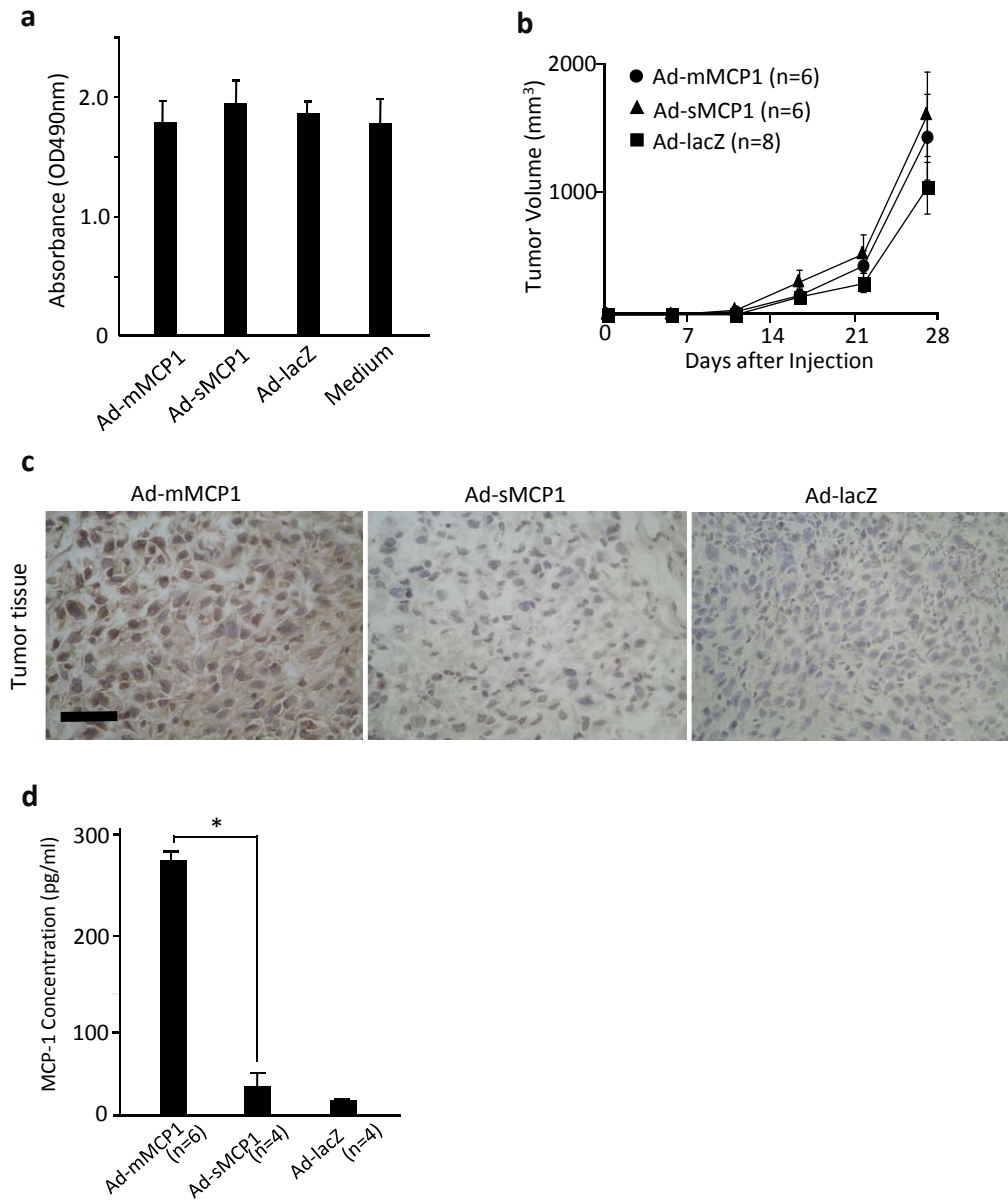 a
Absorbance (OD490nm)
2.0
1.0
0
Ad-mMCP1
Ad-sMCP1
Ad-lacZ
Medium
b
Tumor Volume (mm³)
2000
1000
Ad-mMCP1 (n=6)
Ad-sMCP1 (n=6)
Ad-lacZ (n=8)
0 7 14 21 28
Days after Injection
c
Ad-mMCP1 Ad-sMCP1 Ad-lacZ
Tumor tissue
d
MCP-1 Concentration (pg/ml)
300
200
100
0
*
Ad-mMCP1
(n=6)
Ad-sMCP1
(n=4)
Ad-lacZ
(n=4)